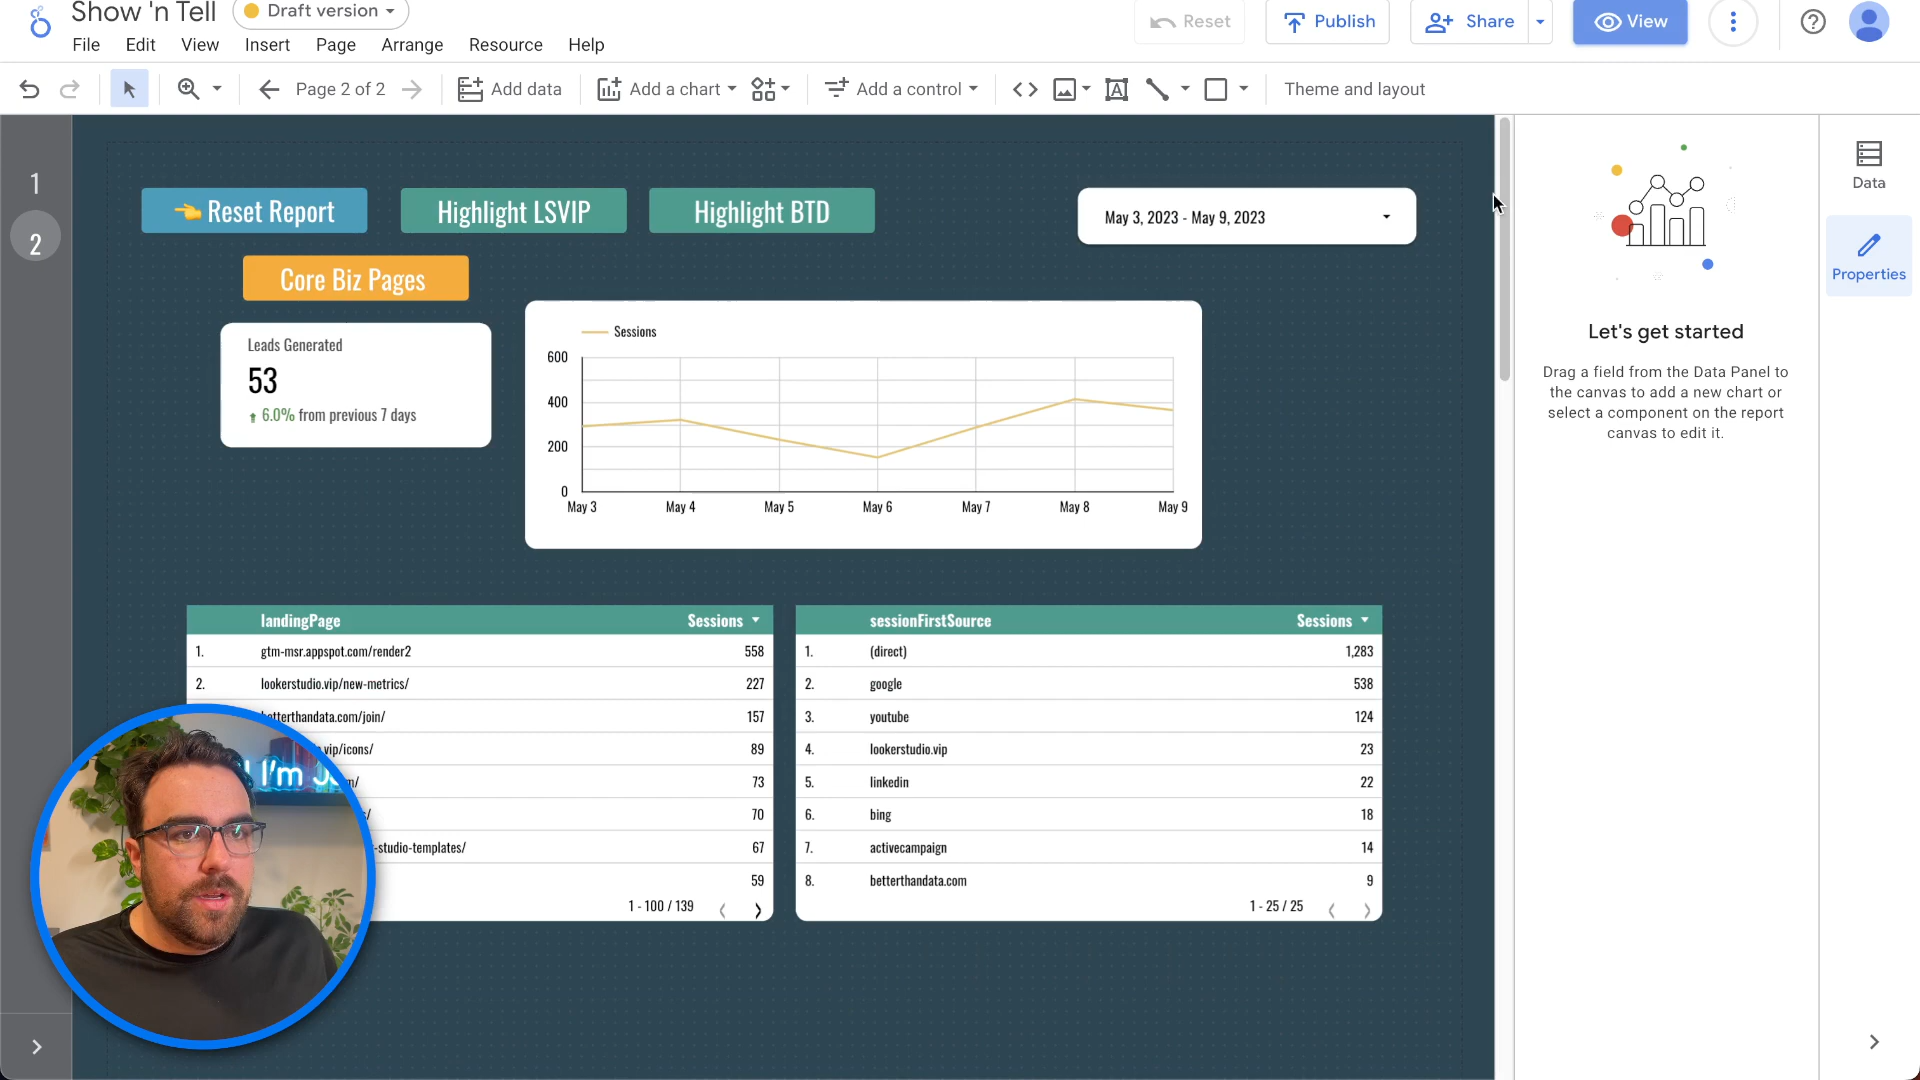 Show 'n Tell
Draft version
Reset
Publish
Share
View
File Edit View Insert Page Arrange Resource Help
Page 2 of 2
Add data
Add a chart
Add a control
Theme and layout
1
2
👈 Reset Report
Highlight LSVIP
Highlight BTD
May 3, 2023 - May 9, 2023
Core Biz Pages
Leads Generated
53
6.0% from previous 7 days
Sessions
600
400
200
0
May 3 May 4 May 5 May 6 May 7 May 8 May 9
landingPage Sessions
1. gtm-msr.appspot.com/render2 558
2. lookerstudio.vip/new-metrics/ 227
betterthandata.com/join/ 157
vip/icons/ 89
/ 73
/ 70
-studio-templates/ 67
59
1 - 100 / 139
sessionFirstSource Sessions
1. (direct) 1,283
2. google 538
3. youtube 124
4. lookerstudio.vip 23
5. linkedin 22
6. bing 18
7. activecampaign 14
8. betterthandata.com 9
1 - 25 / 25
I'm
Let's get started
Drag a field from the Data Panel to
the canvas to add a new chart or
select a component on the report
canvas to edit it.
Data
Properties